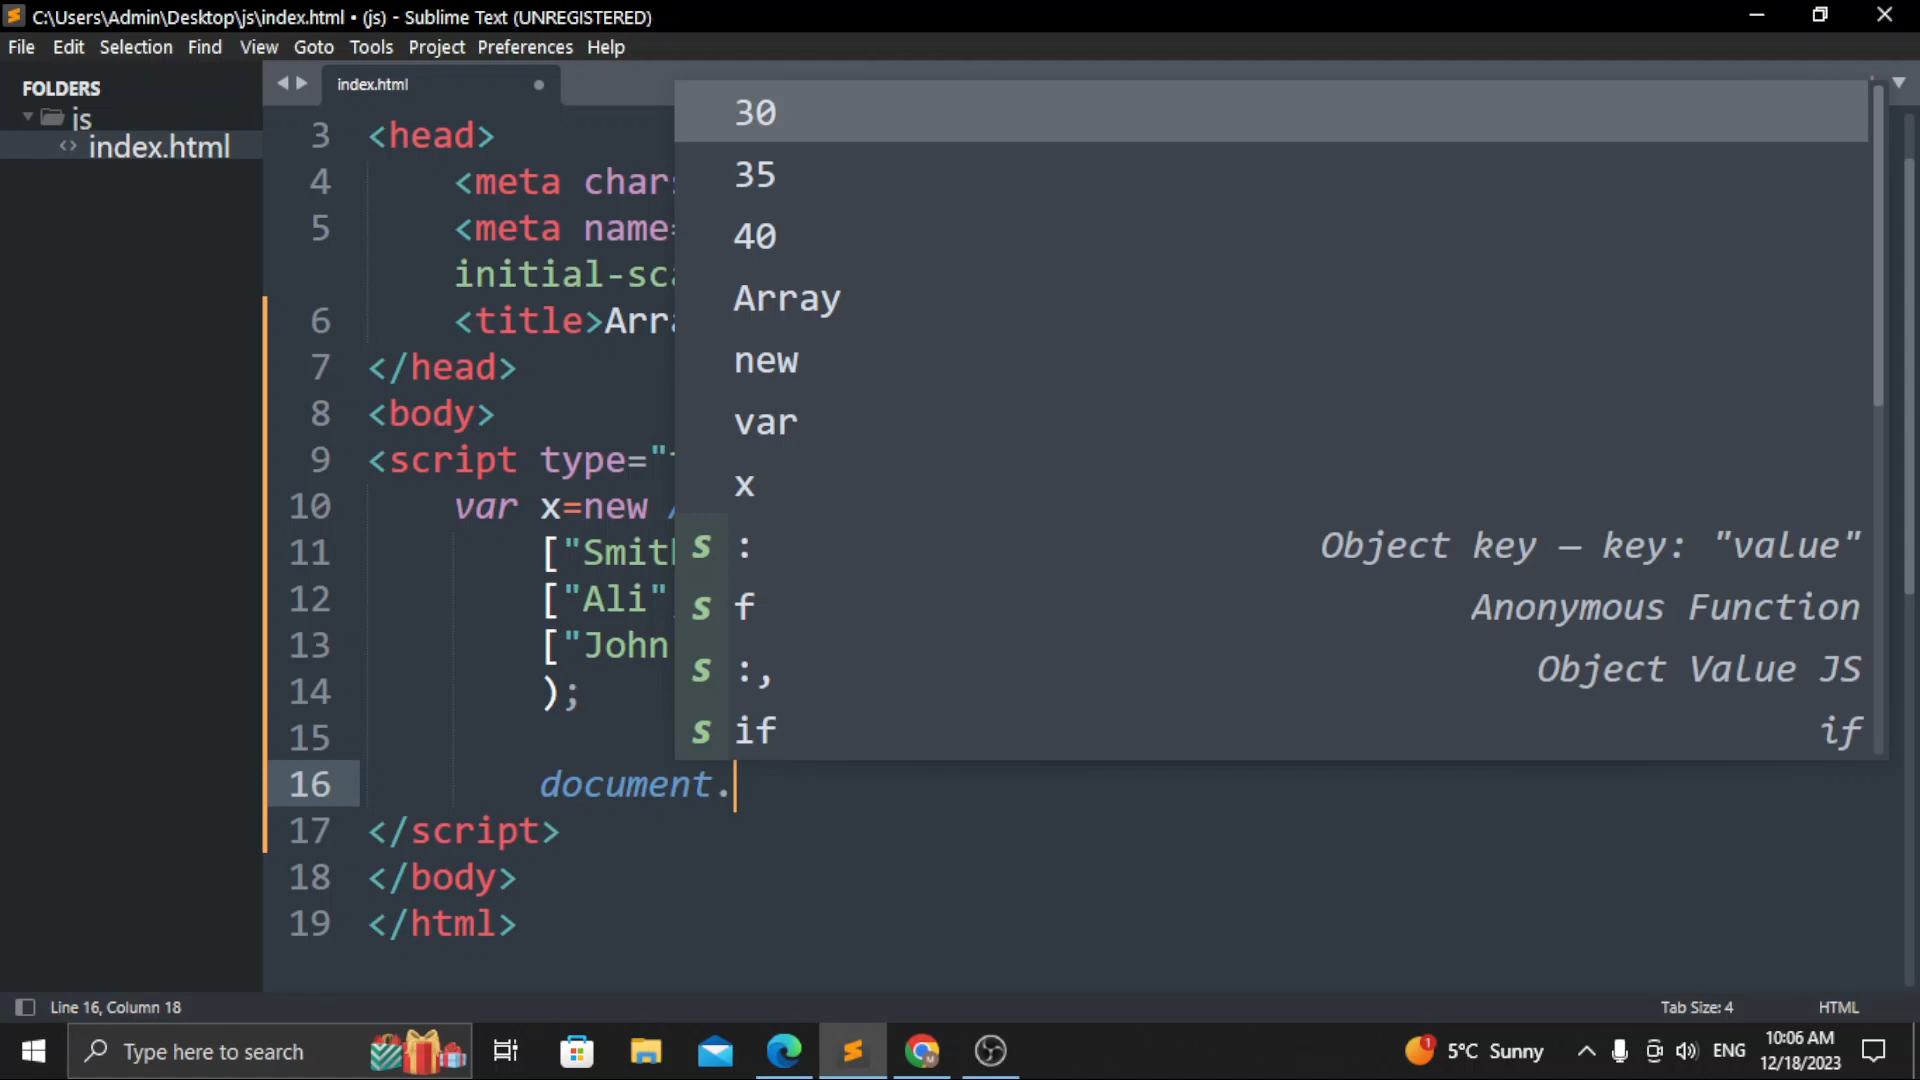 C:\Users\Admin\Desktop\js\index.html • (js) - Sublime Text (UNREGISTERED)
File Edit Selection Find View Goto Tools Project Preferences Help
FOLDERS
js
index.html
index.html
3 <head>
4 <meta
5 <meta name=
6 <title>
7 </head>
8 <body>
9 <script type="
10 var x=new
11 ["Smith
12 ["Ali"
13 ["John
14 );
15
16 document.
17 </script>
18 </body>
19 </html>
30
35
40
Array
new
var
x
s : Object key – key: "value"
s f Anonymous Function
s :, Object Value JS
s if if
Line 16, Column 18
Tab Size: 4
HTML
Type here to search
1
5°C Sunny
ENG
10:06 AM
12/18/2023